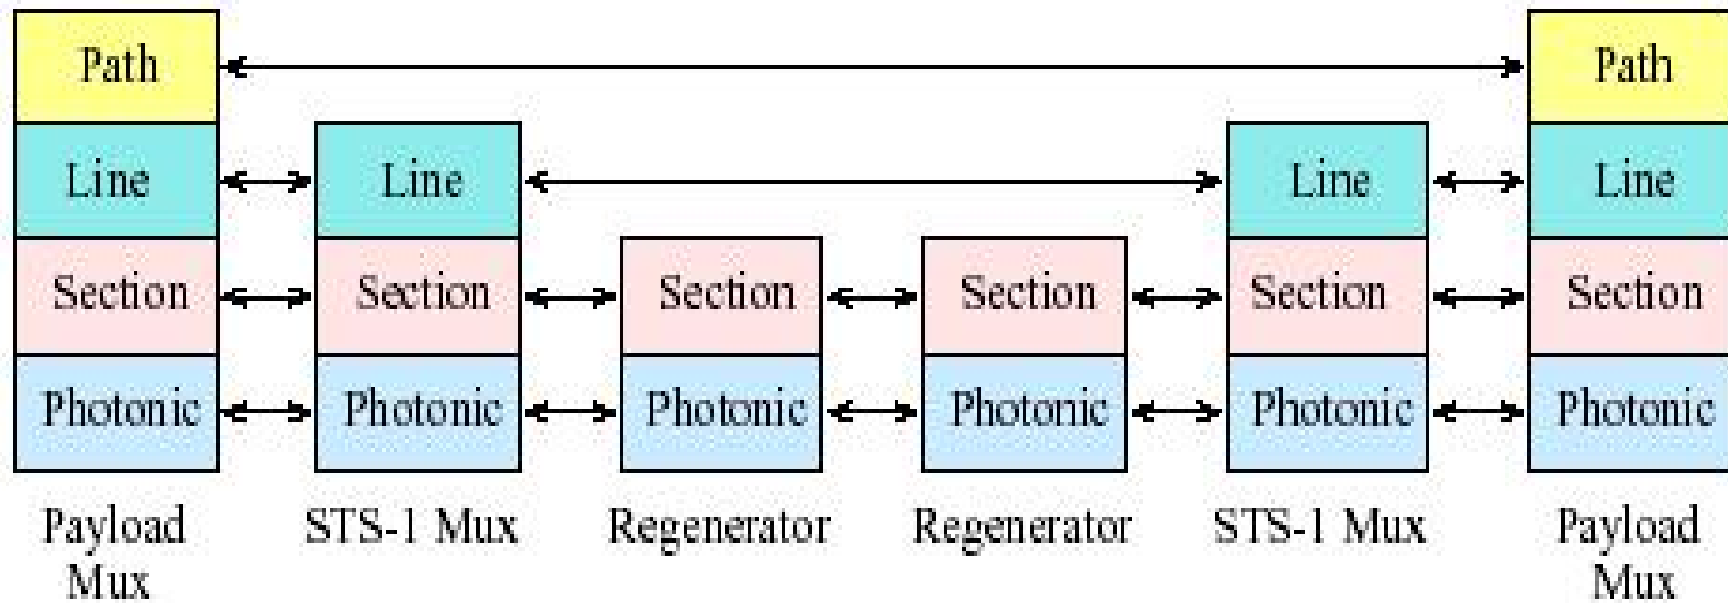 Path Path
Line Line Line Line
Section Section Section Section Section Section
Photonic Photonic Photonic Photonic Photonic Photonic
Payload STS-1 Mux Regenerator Regenerator STS-1 Mux Payload
Mux Mux